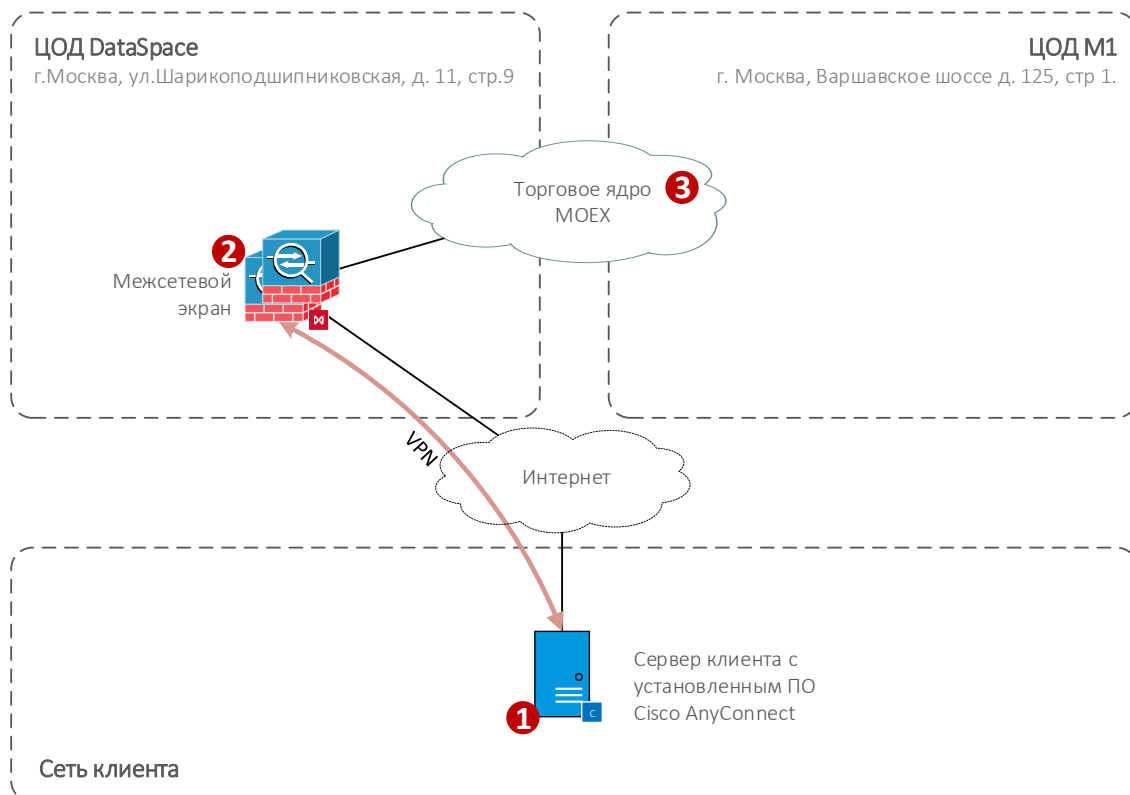 ЦОД DataSpace
г.Москва, ул.Шарикоподшипниковская, д. 11, стр.9
ЦОД М1
г. Москва, Варшавское шоссе д. 125, стр 1.
Торговое ядро
MOEX
3
2
Межсетевой
экран
VPN
Интернет
Сервер клиента с
установленным ПО
Cisco AnyConnect
C
1
Сеть клиента